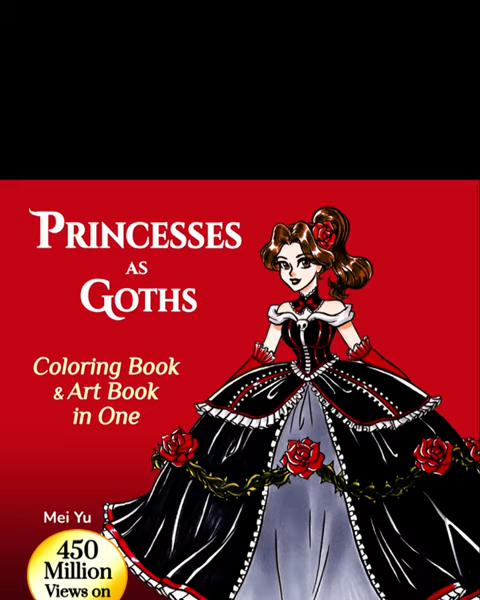 PRINCESSES
AS
GOTHS
Coloring Book
& Art Book
in One
Mei Yu
450
Million
Views on